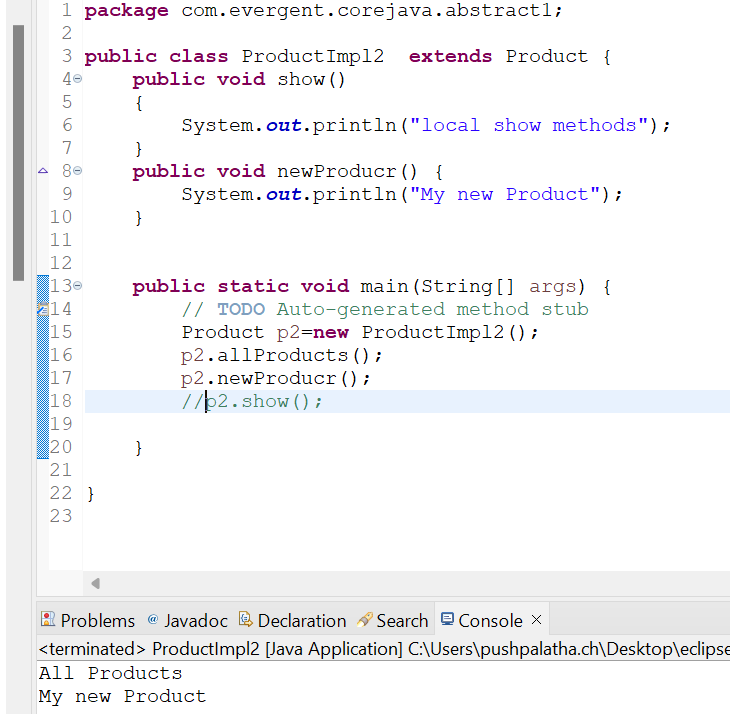 1 package com.evergent.corejava.abstract1;
2
3 public class ProductImpl2  extends Product {
4     public void show()
5     {
6         System.out.println("local show methods");
7     }
8     public void newProducr() {
9         System.out.println("My new Product");
10     }
11
12
13     public static void main(String[] args) {
14         // TODO Auto-generated method stub
15         Product p2=new ProductImpl2();
16         p2.allProducts();
17         p2.newProducr();
18         //p2.show();
19
20     }
21
22 }
23
Problems @ Javadoc Declaration Search Console
<terminated> ProductImpl2 [Java Application] C:\Users\pushpalatha.ch\Desktop\eclipse
All Products
My new Product